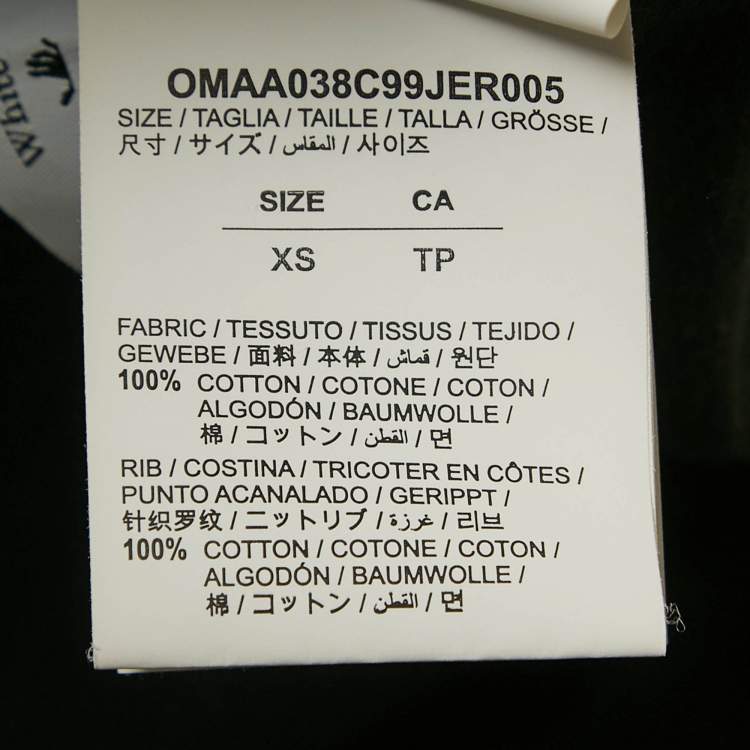 White
OMAA038C99JER005
SIZE / TAGLIA / TAILLE / TALLA / GRÖSSE /
尺寸 / サイズ / المقاس / 사이즈
SIZE CA
XS TP
FABRIC / TESSUTO / TISSUS / TEJIDO /
GEWEBE / 面料 / 本体 / قماش / 원단
100% COTTON / COTONE / COTON /
ALGODÓN / BAUMWOLLE /
棉 / コットン / القطن / 면
RIB / COSTINA / TRICOTER EN CÔTES /
PUNTO ACANALADO / GERIPPT /
针织罗纹 / ニットリブ / غرزة / 리브
100% COTTON / COTONE / COTON /
ALGODÓN / BAUMWOLLE /
棉 / コットン / القطن / 면